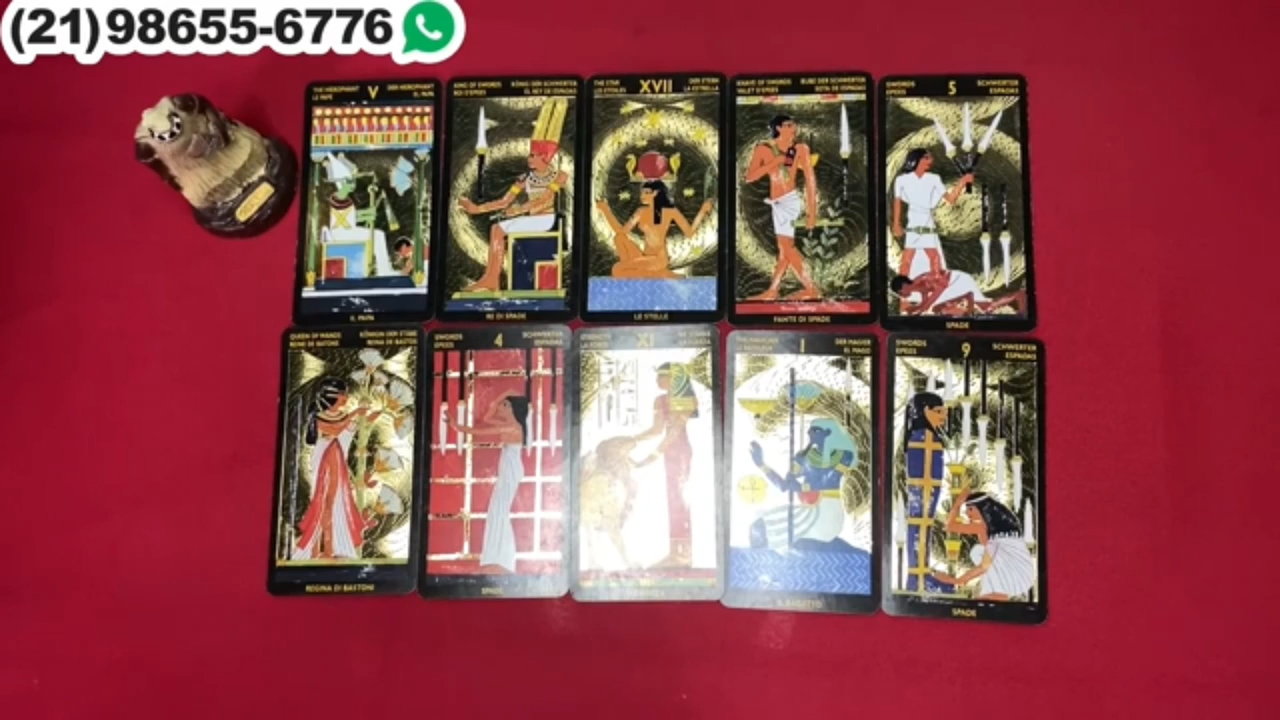 (21)98655-6776
THE HIEROPHANT
LE PAPE
V
DER HIEROPHANT
EL PAPA
IL PAPA
KING OF SWORDS
ROI D'EPEES
KÖNIG DER SCHWERTER
EL REY DE ESPADAS
RE DI SPADE
THE STAR
LES ETOILES
XVII
DER STERN
LA ESTRELLA
LE STELLE
KNAVE OF SWORDS
VALET D'EPEES
BUBE DER SCHWERTER
SOTA DE ESPADAS
FANTE DI SPADE
SWORDS
EPEES
5
SCHWERTER
ESPADAS
SPADE
QUEEN OF WANDS
REINE DE BATONS
KÖNIGIN DER STÄBE
REINA DE BASTOS
REGINA DI BASTONI
SWORDS
EPEES
4
SCHWERTER
ESPADAS
SPADE
XI
I
DER MAGIER
EL MAGO
IL BAGATTO
SWORDS
EPEES
9
SCHWERTER
ESPADAS
SPADE